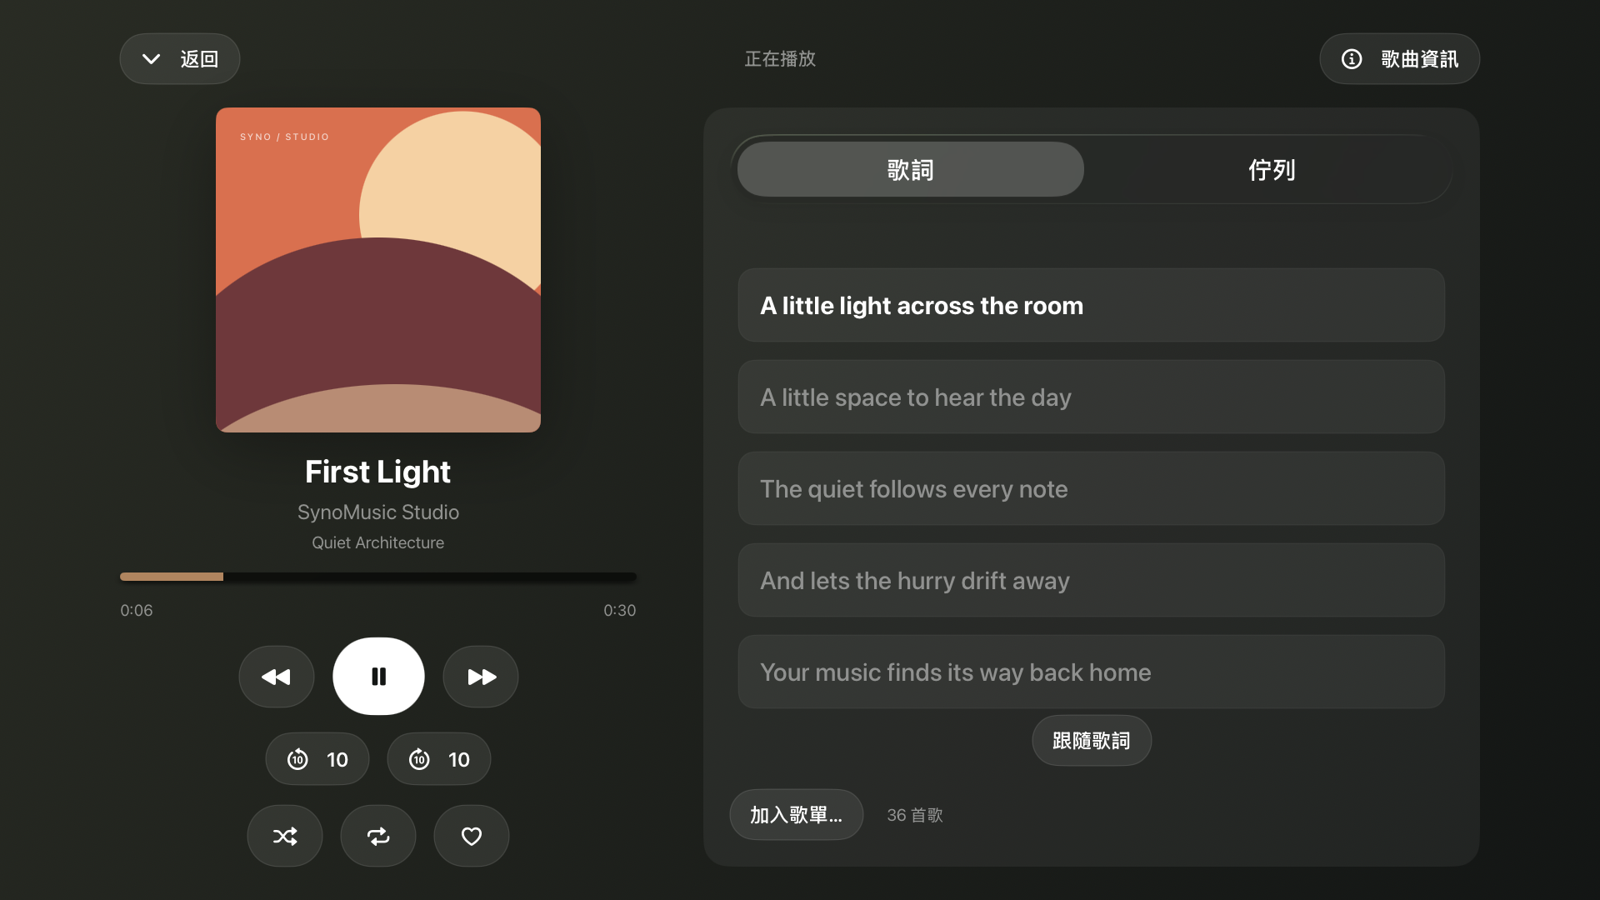 返回
正在播放
歌曲資訊
SYNO / STUDIO
First Light
SynoMusic Studio
Quiet Architecture
0:06
0:30
10 10
10 10
歌詞
佇列
A little light across the room
A little space to hear the day
The quiet follows every note
And lets the hurry drift away
Your music finds its way back home
跟隨歌詞
加入歌單...
36 首歌